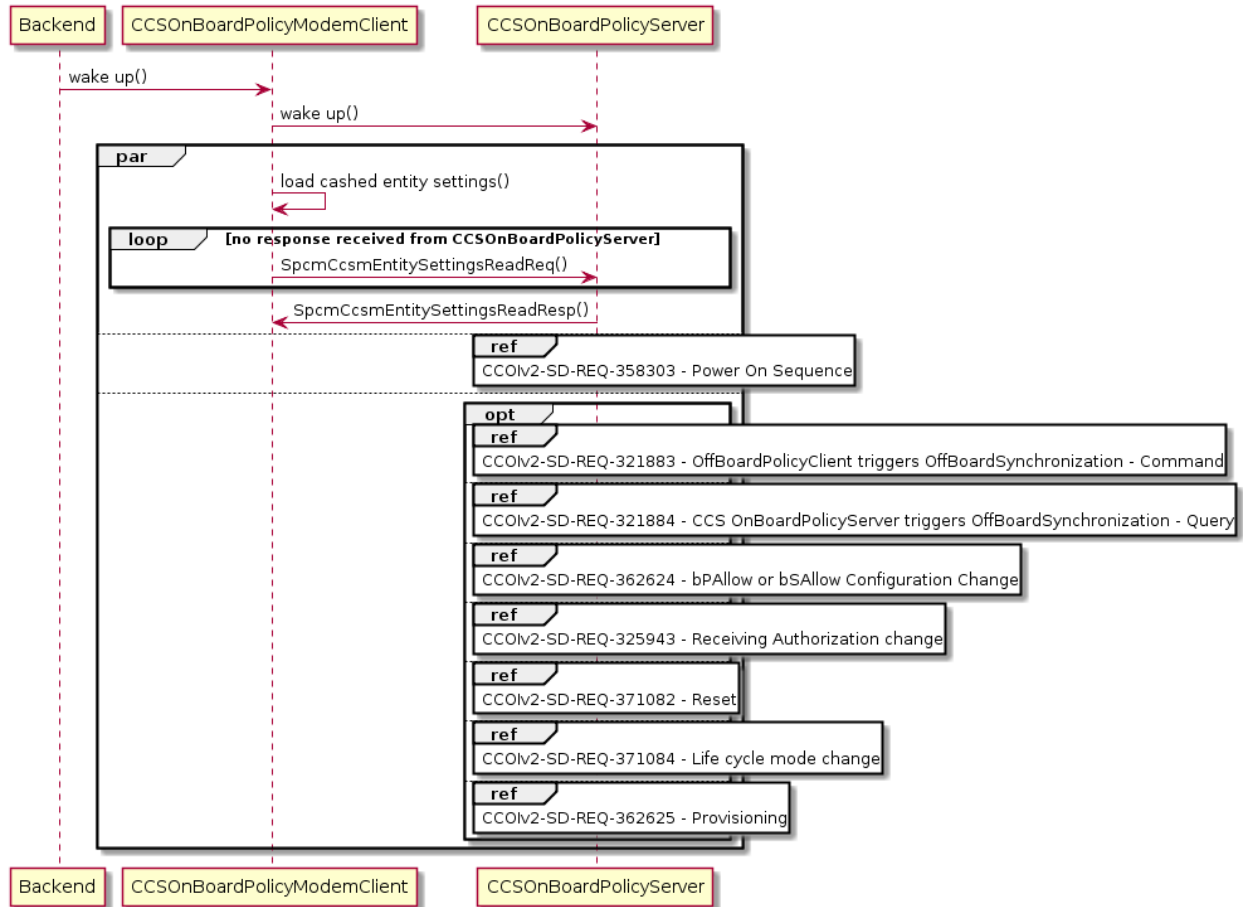 Backend CCSOnBoardPolicyModemClient CCSOnBoardPolicyServer
wake up()
wake up()
par
load cashed entity settings()
loop [no response received from CCSOnBoardPolicyServer]
SpcmCcsmEntitySettingsReadReq()
SpcmCcsmEntitySettingsReadResp()
ref
CCOIv2-SD-REQ-358303 - Power On Sequence
opt
ref
CCOIv2-SD-REQ-321883 - OffBoardPolicyClient triggers OffBoardSynchronization - Command
ref
CCOIv2-SD-REQ-321884 - CCS OnBoardPolicyServer triggers OffBoardSynchronization - Query
ref
CCOIv2-SD-REQ-362624 - bPAllow or bSAllow Configuration Change
ref
CCOIv2-SD-REQ-325943 - Receiving Authorization change
ref
CCOIv2-SD-REQ-371082 - Reset
ref
CCOIv2-SD-REQ-371084 - Life cycle mode change
ref
CCOIv2-SD-REQ-362625 - Provisioning
Backend CCSOnBoardPolicyModemClient CCSOnBoardPolicyServer